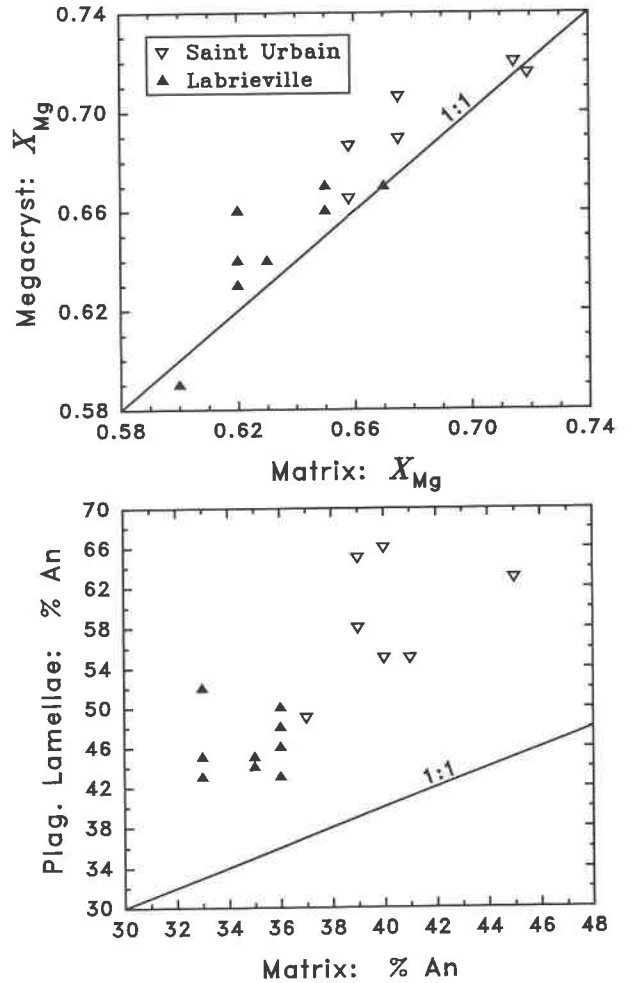 0.74
▽ Saint Urbain
▲ Labrieville
0.70
1:1
0.66
0.62
0.58
Megacryst: XMg
0.58 0.62 0.66 0.70 0.74
Matrix: XMg
70
66
62
58
54
50
46
42
38
34
30
1:1
Plag. Lamellae: % An
30 32 34 36 38 40 42 44 46 48
Matrix: % An